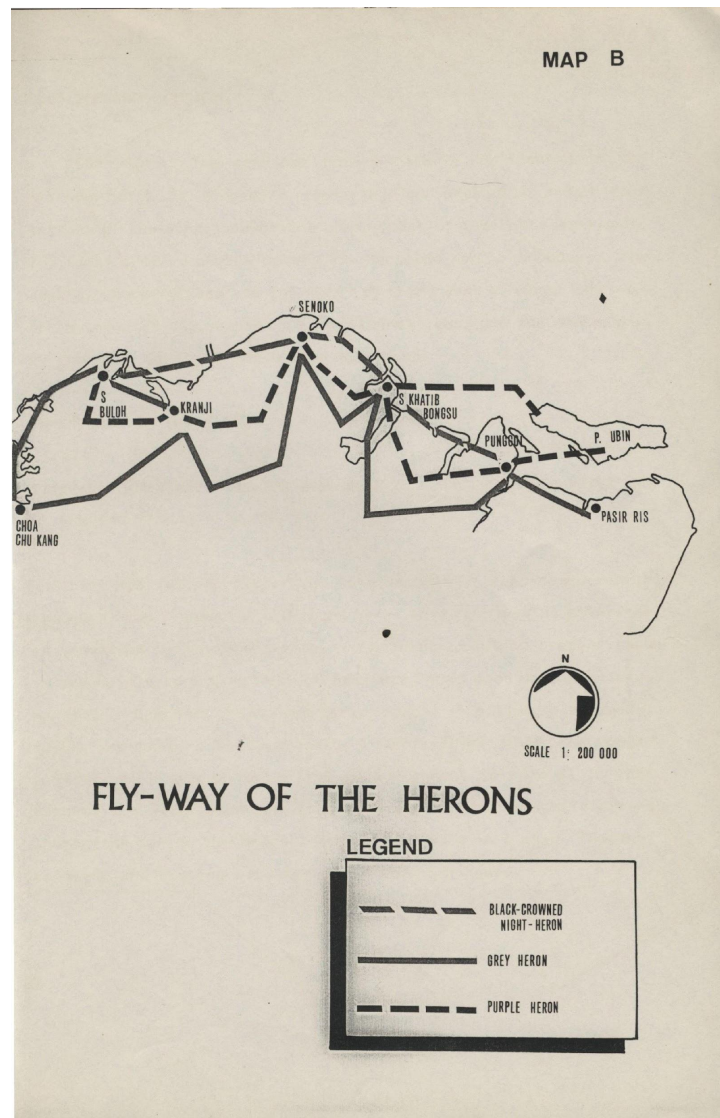 MAP B
SENOKO
S
BULOH
KRANJI
S KHATIB
BONGSU
PUNGGOL
P. UBIN
CHOA
CHU KANG
PASIR RIS
N
SCALE 1: 200 000
FLY-WAY OF THE HERONS
LEGEND
BLACK-CROWNED
NIGHT-HERON
GREY HERON
PURPLE HERON